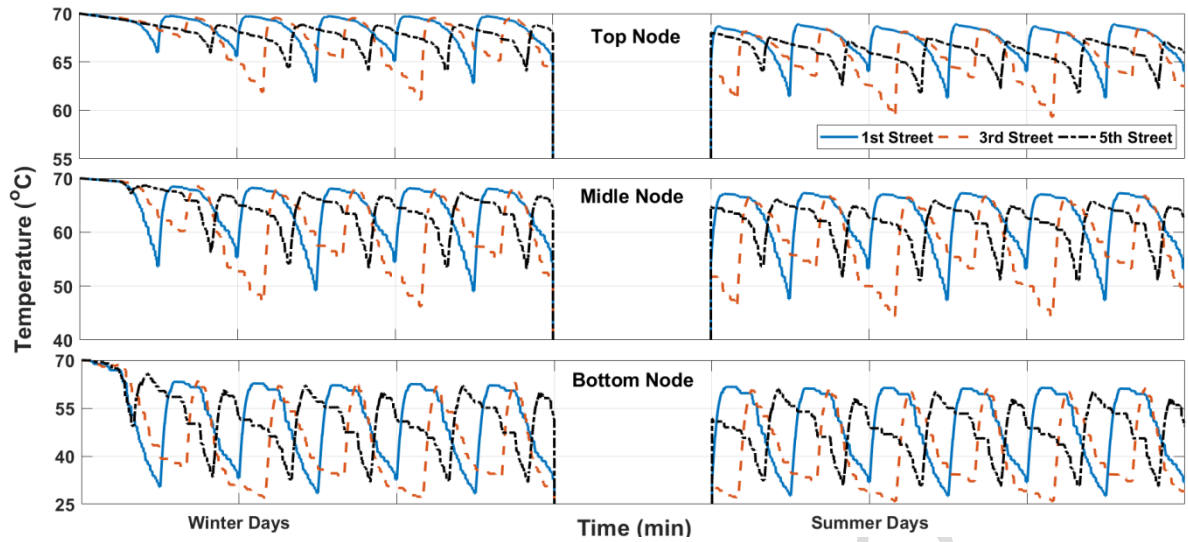 70
65
60
55
Top Node
1st Street 3rd Street 5th Street
70
60
50
40
Midle Node
Temperature (°C)
70
55
40
25
Bottom Node
Winter Days Time (min) Summer Days